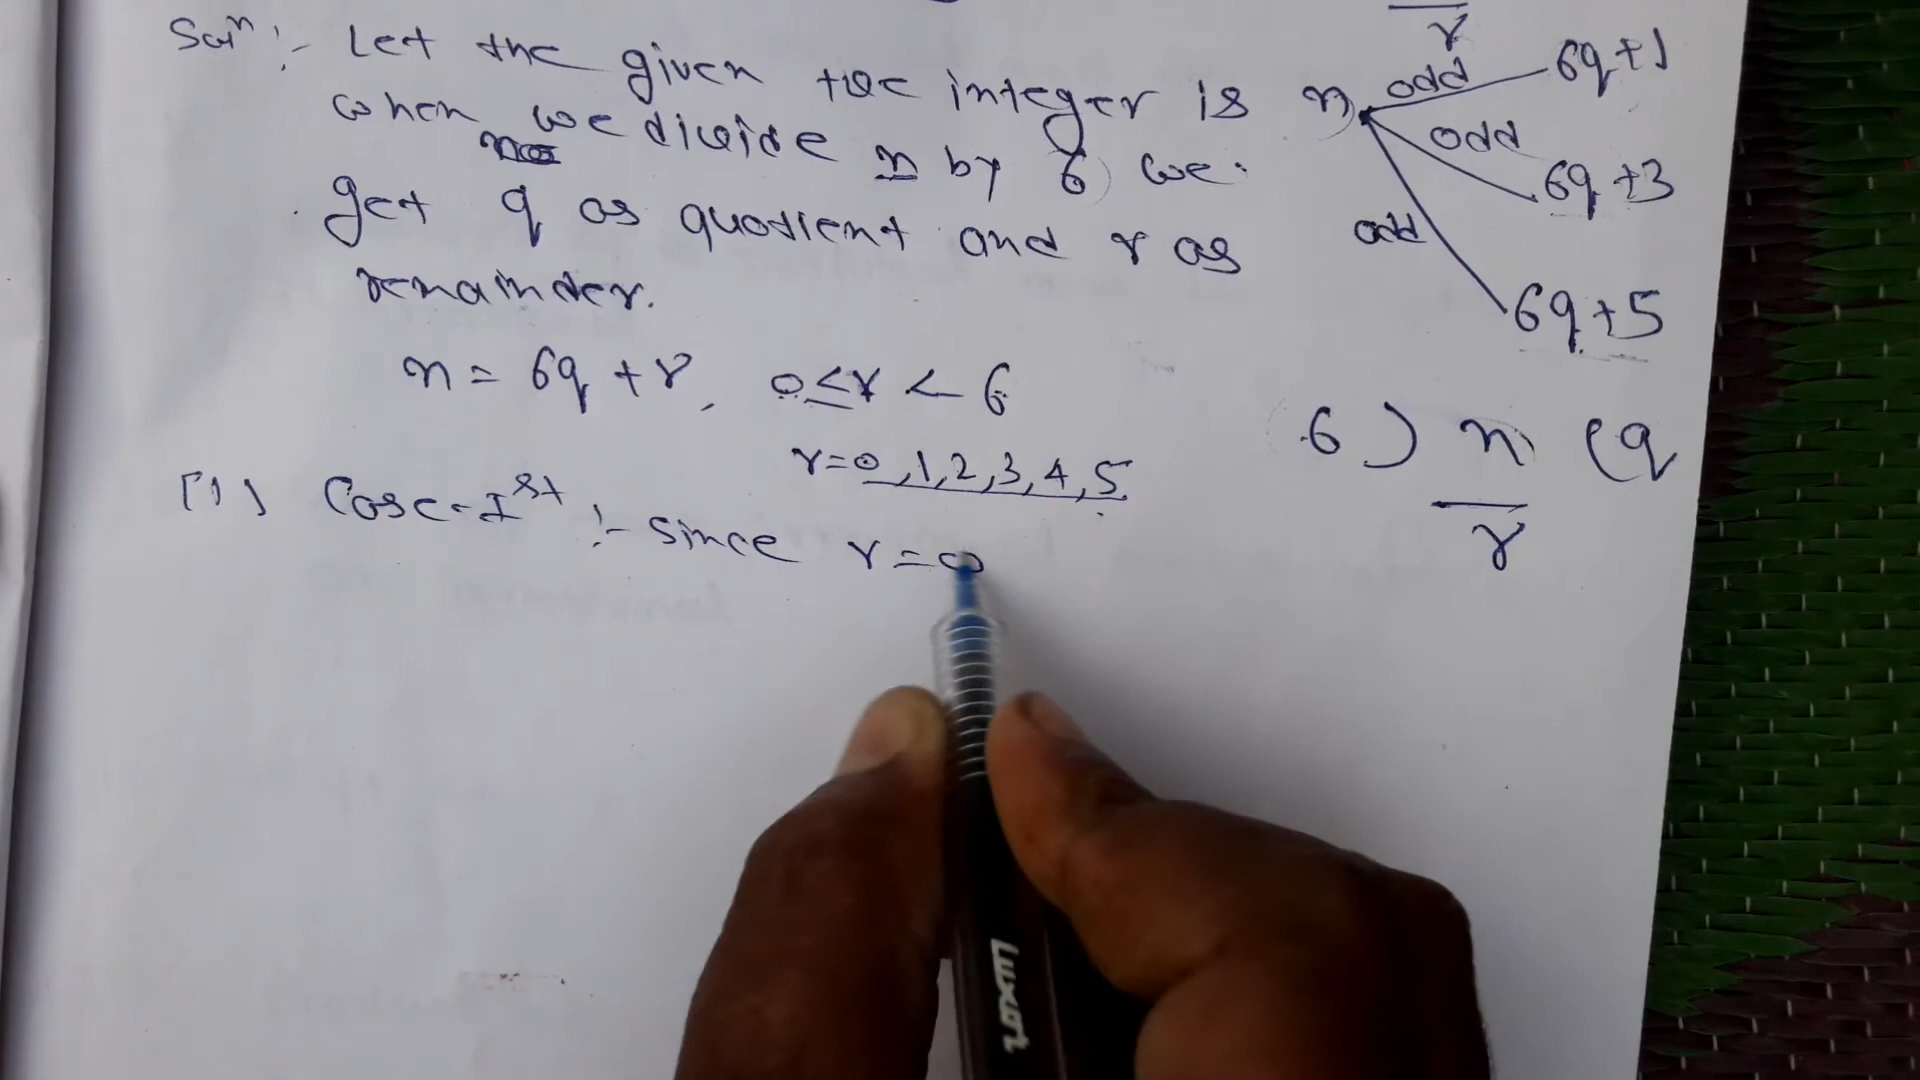 Solⁿ :- Let the given +ve integer is n
when we divide n by 6 we
get q as quotient and r as
remainder.
n = 6q + r, 0 ≤ r < 6
r = 0, 1, 2, 3, 4, 5
[1] Case-Iˢᵗ :- Since r = 0
r
odd 6q+1
odd 6q+3
odd 6q+5
6 ) n ( q
r
Luxor